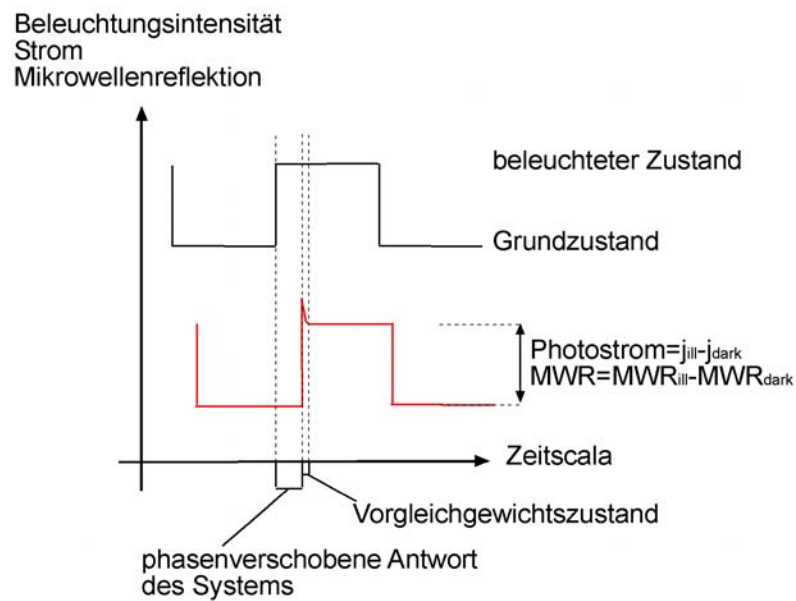 Beleuchtungsintensität
Strom
Mikrowellenreflektion
beleuchteter Zustand
Grundzustand
Photostrom=jill-jdark
MWR=MWRill-MWRdark
Zeitscala
Vorgleichgewichtszustand
phasenverschobene Antwort
des Systems